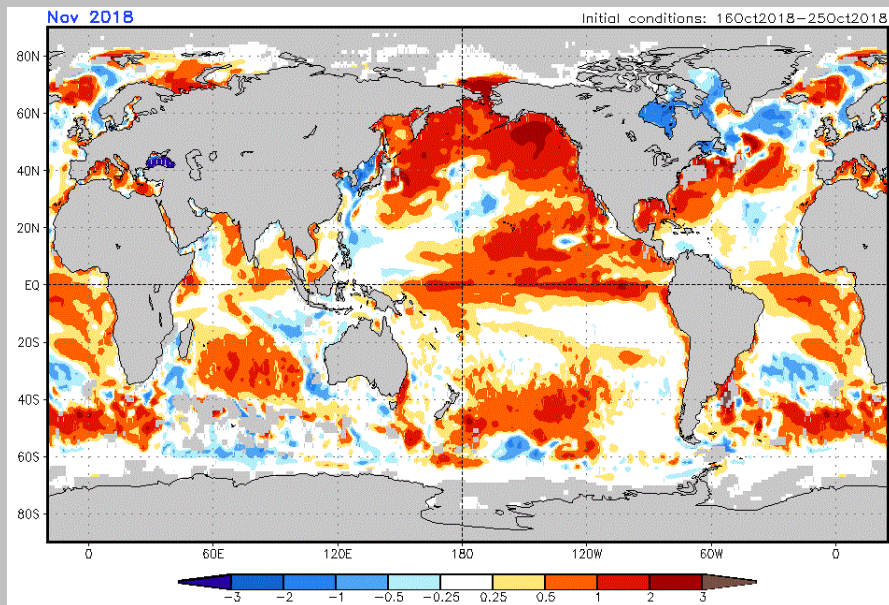 Nov 2018
Initial conditions: 16Oct2018-25Oct2018
80N
60N
40N
20N
EQ
20S
40S
60S
80S
0 60E 120E 180 120W 60W 0
-3 -2 -1 -0.5 -0.25 0.25 0.5 1 2 3